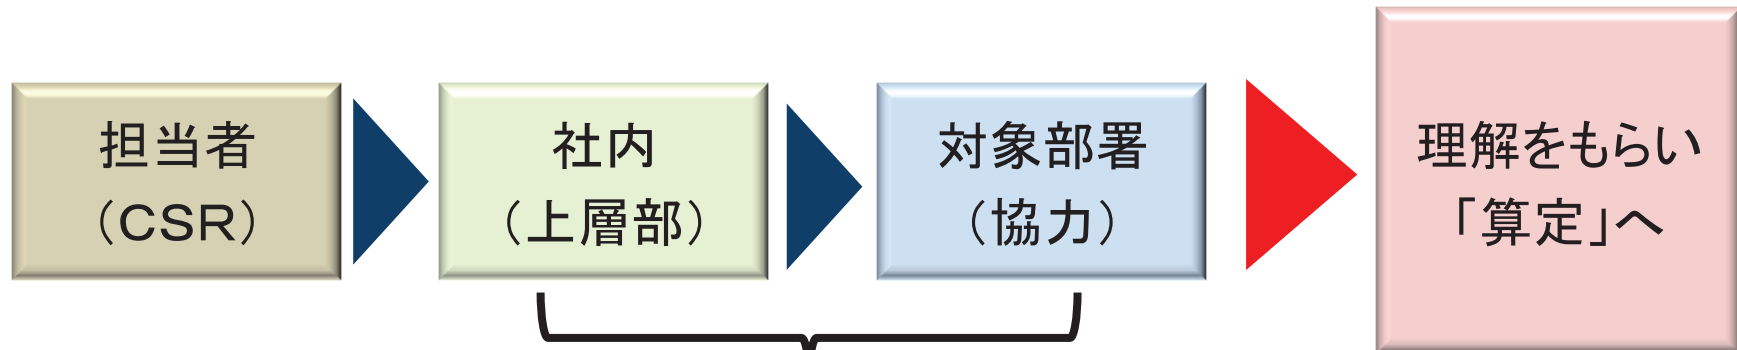 担当者
（CSR）
社内
（上層部）
対象部署
（協力）
理解をもらい
「算定」へ